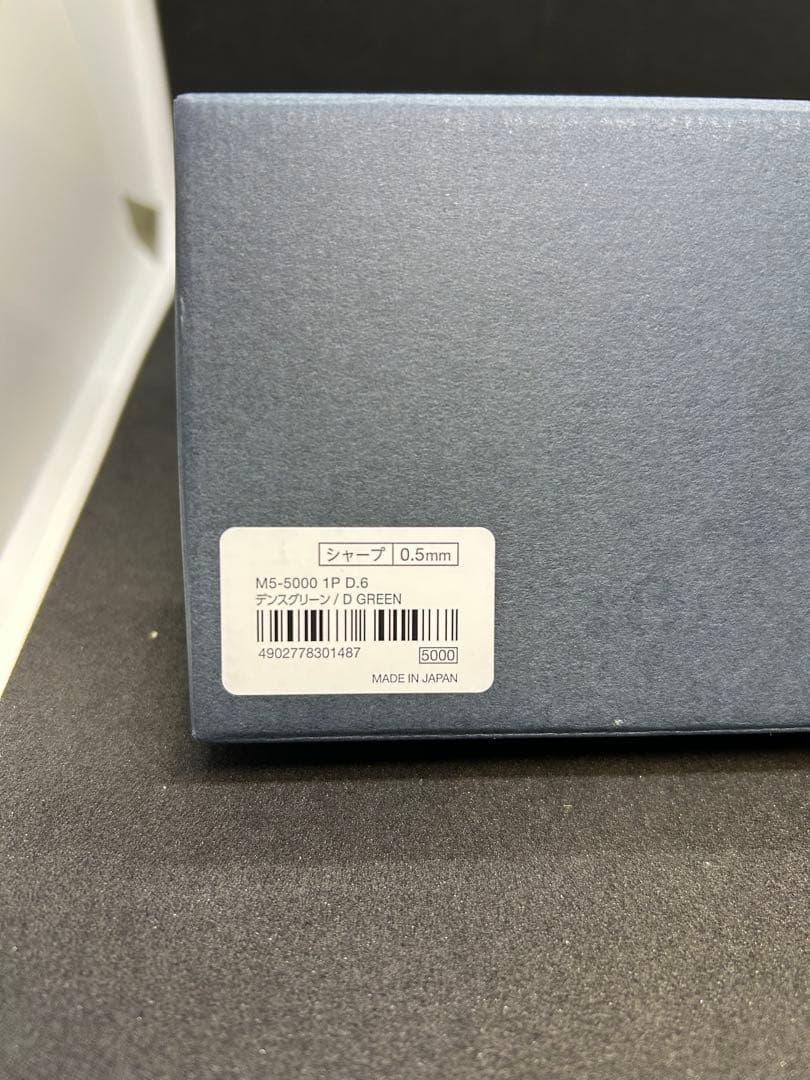 シャープ 0.5mm
M5-5000 1P D.6
デンスグリーン / D GREEN
4902778301487 5000
MADE IN JAPAN